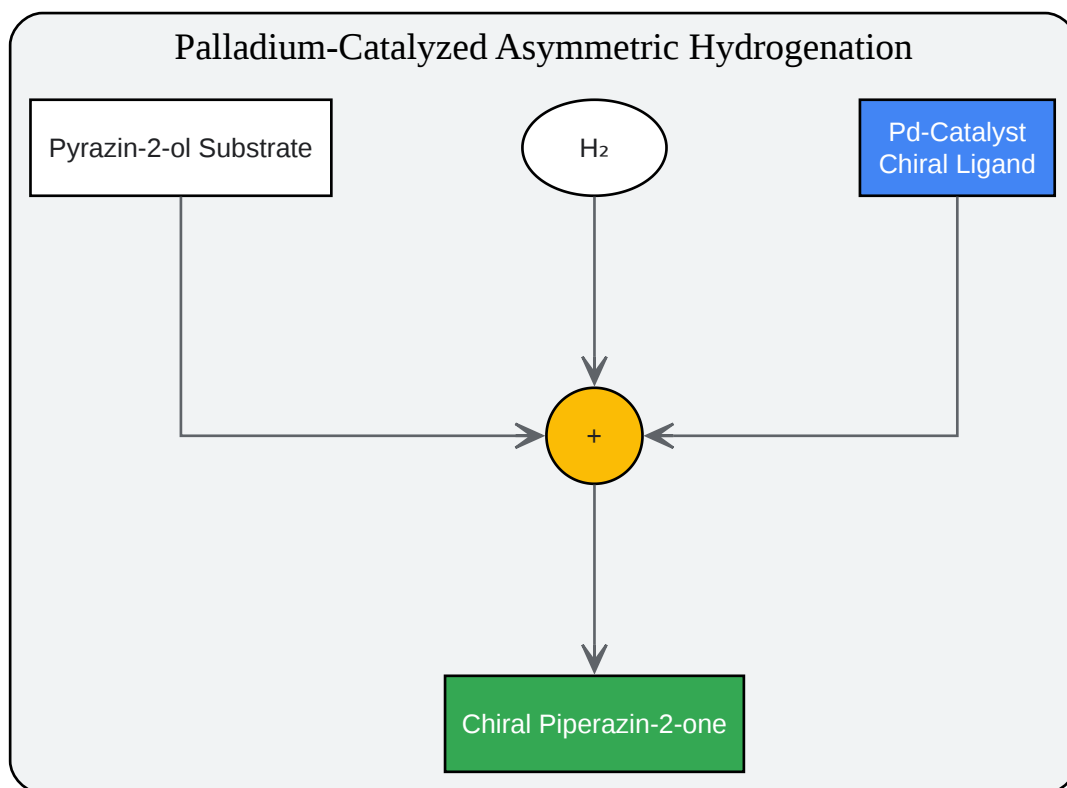 Palladium-Catalyzed Asymmetric Hydrogenation
Pyrazin-2-ol Substrate
H₂
Pd-Catalyst
Chiral Ligand
+
Chiral Piperazin-2-one